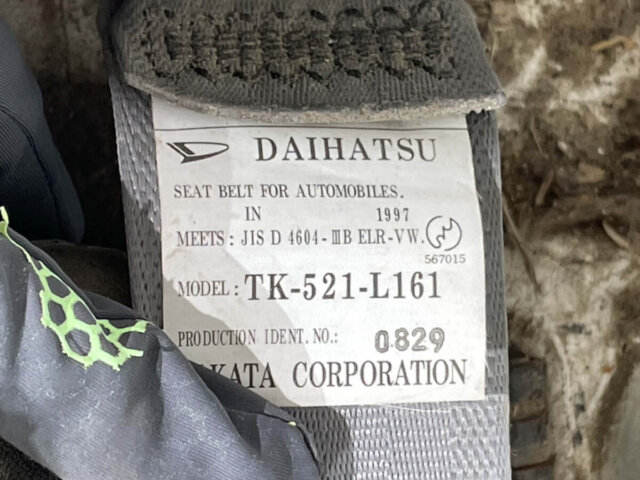 DAIHATSU
SEAT BELT FOR AUTOMOBILES.
IN 1997
MEETS: JIS D 4604-ⅢB ELR-VW.
567015
MODEL: TK-521-L161
PRODUCTION IDENT. NO.: 0829
CORPORATION